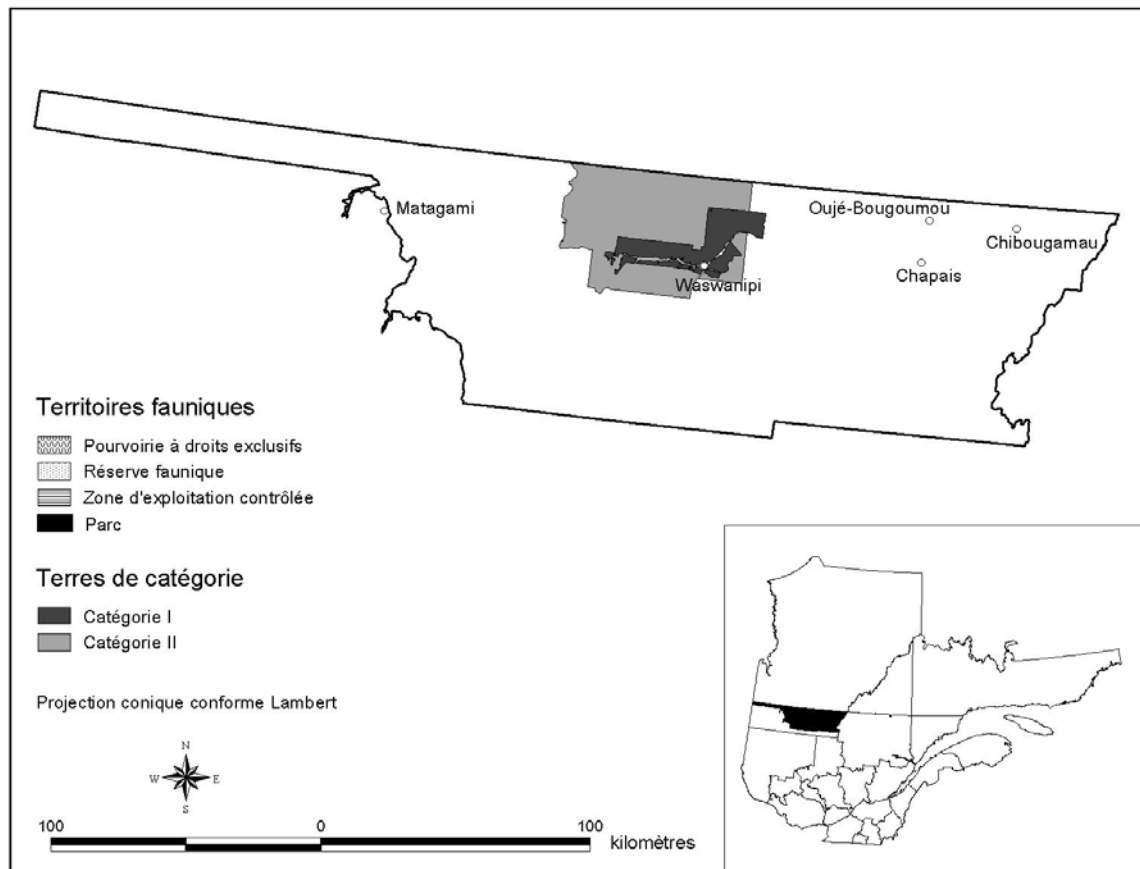 Matagami
Oujé-Bougoumou
Chibougamau
Chapais
Waswanipi
Territoires fauniques
Pourvoirie à droits exclusifs
Réserve faunique
Zone d'exploitation contrôlée
Parc
Terres de catégorie
Catégorie I
Catégorie II
Projection conique conforme Lambert
N
W E
S
100 0 100
kilomètres